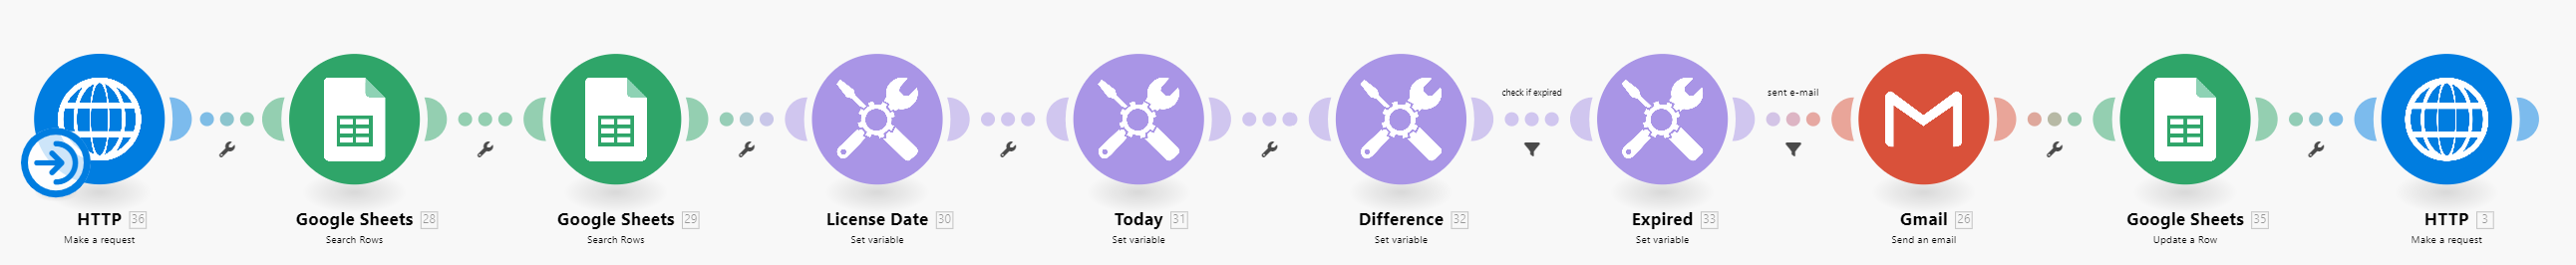 check if expired
sent e-mail
HTTP 36
Make a request
Google Sheets 28
Search Rows
Google Sheets 29
Search Rows
License Date 30
Set variable
Today 31
Set variable
Difference 32
Set variable
Expired 33
Set variable
Gmail 26
Send an email
Google Sheets 35
Update a Row
HTTP 3
Make a request